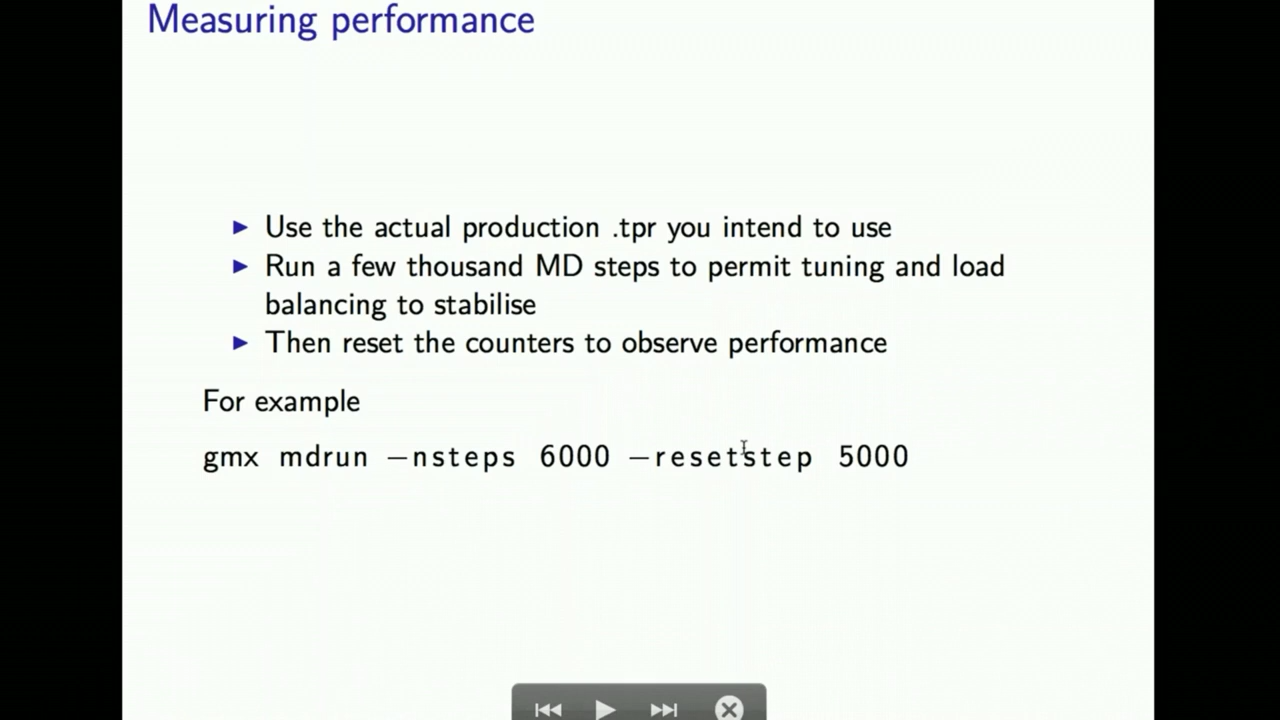 Measuring performance
Use the actual production .tpr you intend to use
Run a few thousand MD steps to permit tuning and load
balancing to stabilise
Then reset the counters to observe performance
For example
gmx mdrun −nsteps 6000 −resetstep 5000